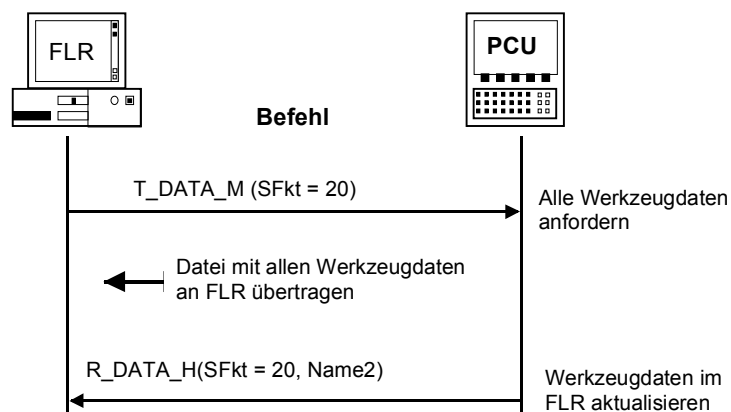 FLR
PCU
Befehl
T_DATA_M (SFkt = 20)
Alle Werkzeugdaten
anfordern
Datei mit allen Werkzeugdaten
an FLR übertragen
R_DATA_H(SFkt = 20, Name2)
Werkzeugdaten im
FLR aktualisieren